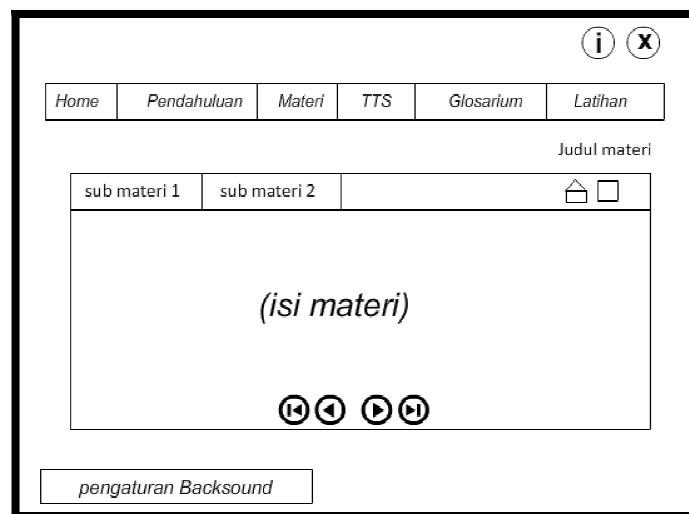 i X
Home Pendahuluan Materi TTS Glosarium Latihan
Judul materi
sub materi 1 sub materi 2
(isi materi)
pengaturan Backsound